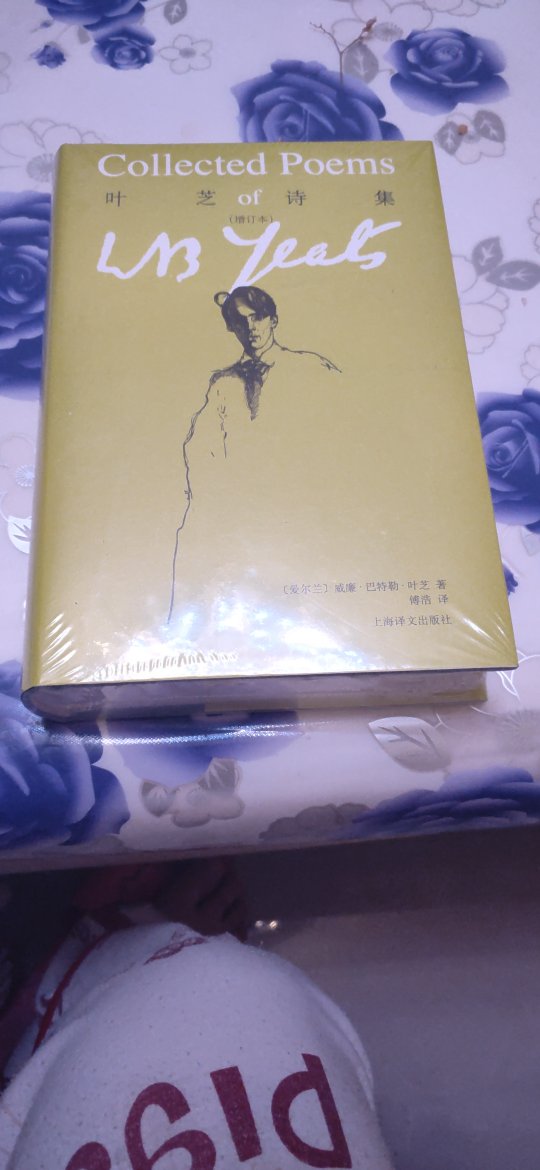 Collected Poems
叶芝 of 诗集
（增订本）
WB Yeats
〔爱尔兰〕威廉·巴特勒·叶芝 著
傅浩 译
上海译文出版社